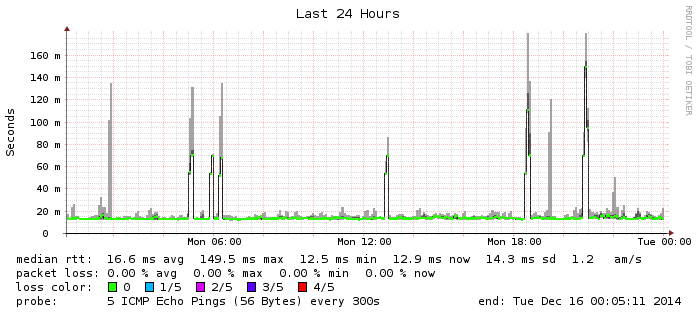 Last 24 Hours
RRDTOOL / TOBI OETIKER
Seconds
160 m
140 m
120 m
100 m
80 m
60 m
40 m
20 m
0
Mon 06:00 Mon 12:00 Mon 18:00 Tue 00:00
median rtt: 16.6 ms avg 149.5 ms max 12.5 ms min 12.9 ms now 14.3 ms sd 1.2 am/s
packet loss: 0.00 % avg 0.00 % max 0.00 % min 0.00 % now
loss color: 0 1/5 2/5 3/5 4/5
probe: 5 ICMP Echo Pings (56 Bytes) every 300s end: Tue Dec 16 00:05:11 2014